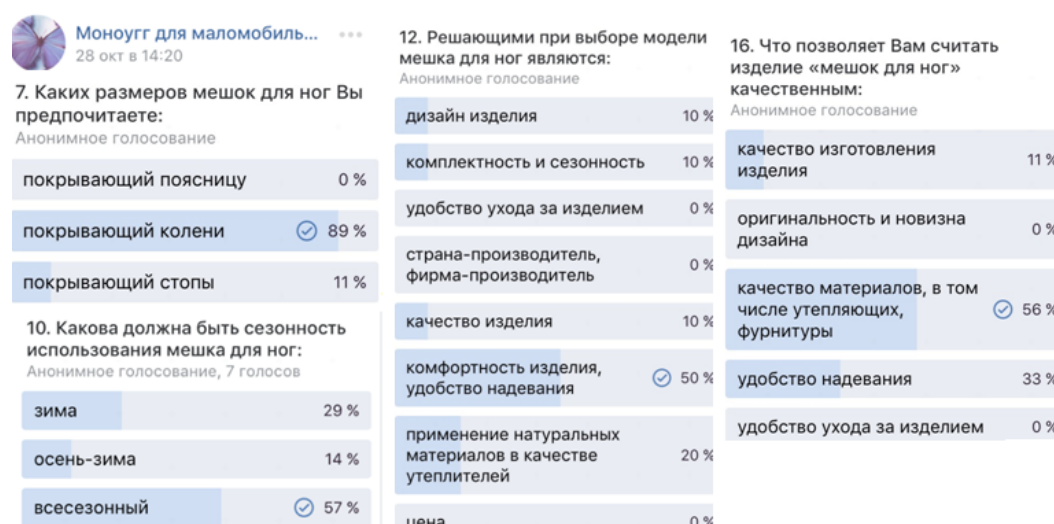 Моноугг для маломобиль...
28 окт в 14:20
7. Каких размеров мешок для ног Вы
предпочитаете:
Анонимное голосование
покрывающий поясницу 0 %
покрывающий колени 89 %
покрывающий стопы 11 %
10. Какова должна быть сезонность
использования мешка для ног:
Анонимное голосование, 7 голосов
зима 29 %
осень-зима 14 %
всесезонный 57 %
12. Решающими при выборе модели
мешка для ног являются:
Анонимное голосование
дизайн изделия 10 %
комплектность и сезонность 10 %
удобство ухода за изделием 0 %
страна-производитель,
фирма-производитель 0 %
качество изделия 10 %
комфортность изделия,
удобство надевания 50 %
применение натуральных
материалов в качестве 20 %
утеплителей
цена 0 %
16. Что позволяет Вам считать
изделие «мешок для ног»
качественным:
Анонимное голосование
качество изготовления
изделия 11 %
оригинальность и новизна
дизайна 0 %
качество материалов, в том
числе утепляющих, 56 %
фурнитуры
удобство надевания 33 %
удобство ухода за изделием 0 %